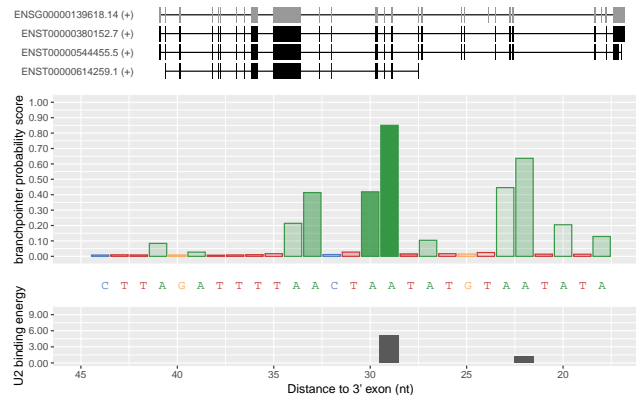 ENSG00000139618.14 (+)
ENST00000380152.7 (+)
ENST00000544455.5 (+)
ENST00000614259.1 (+)
branchpointer probability score
1.00
0.90
0.80
0.70
0.60
0.50
0.40
0.30
0.20
0.10
0.00
C T T A G A T T T T A A C T A A T A T G T A A T A T A
U2 binding energy
9.00
6.00
3.00
0.00
45 40 35 30 25 20
Distance to 3' exon (nt)